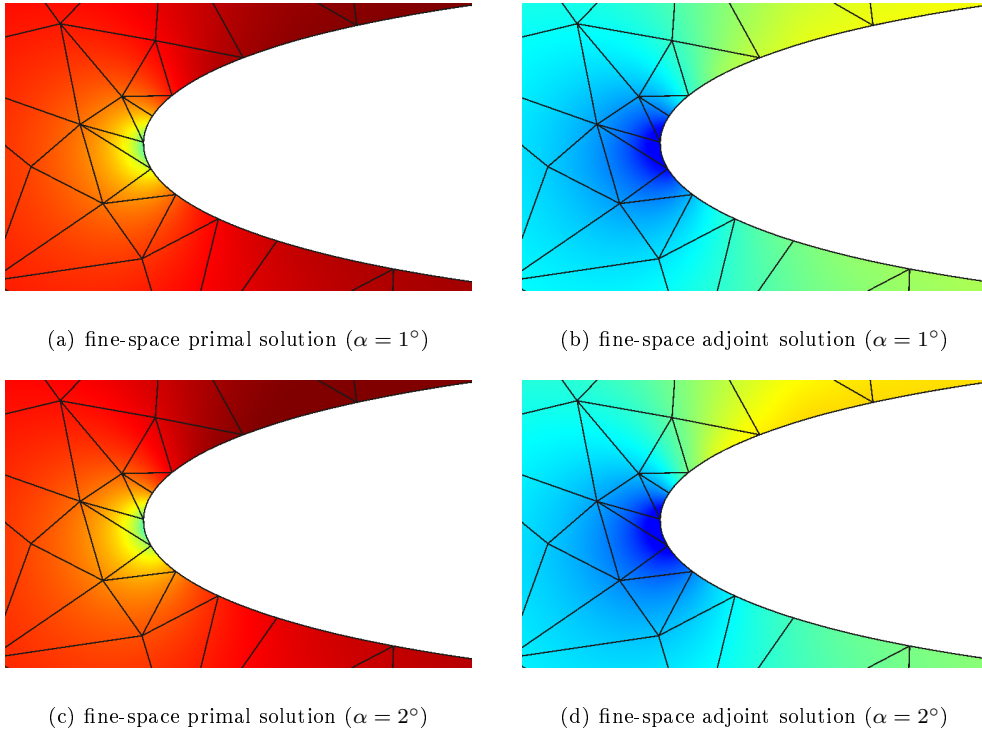 (a) fine-space primal solution (α = 1°)
(b) fine-space adjoint solution (α = 1°)
(c) fine-space primal solution (α = 2°)
(d) fine-space adjoint solution (α = 2°)